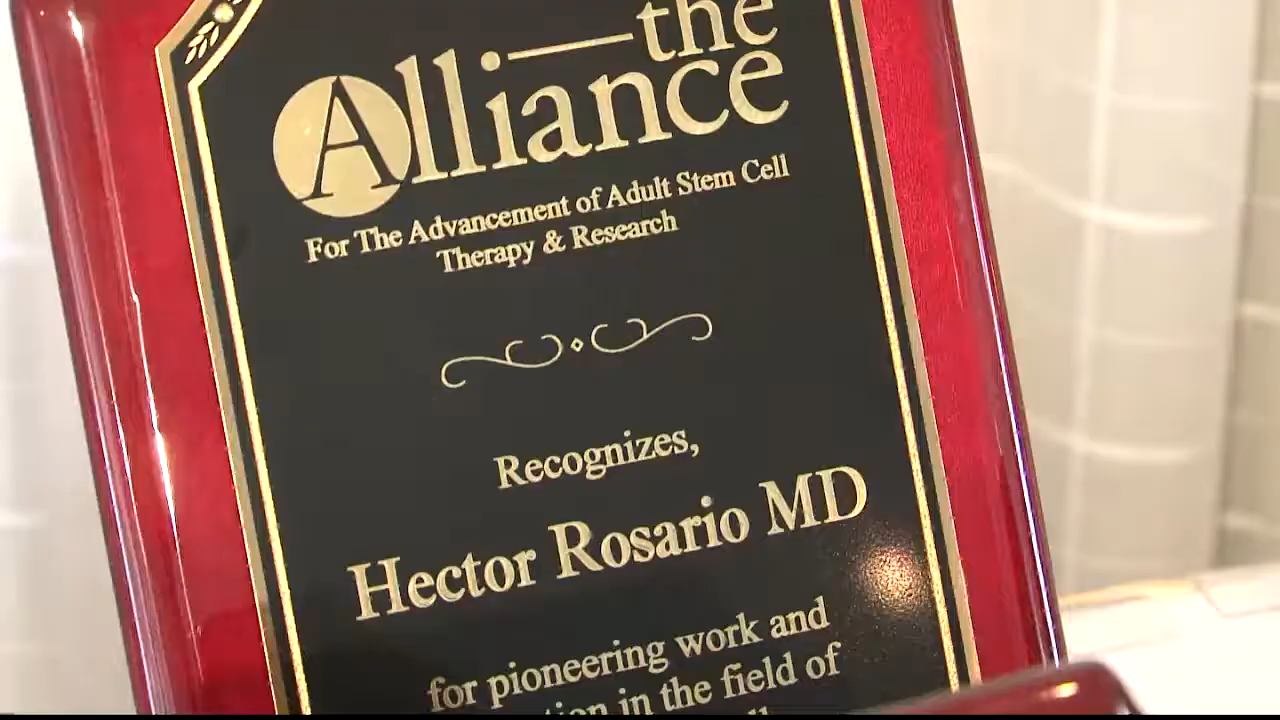 the
Alliance
For The Advancement of Adult Stem Cell
Therapy & Research
Recognizes,
Hector Rosario MD
for pioneering work and
in the field of